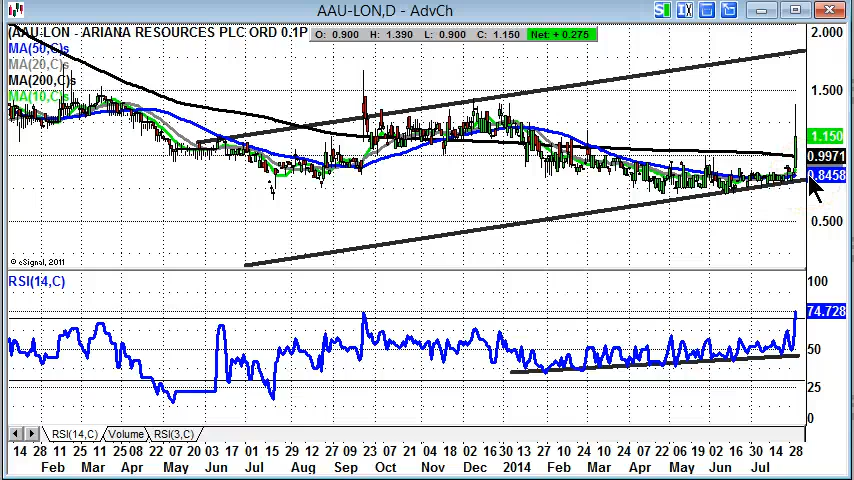 AAU-LON,D - AdvCh
(AAU-LON - ARIANA RESOURCES PLC ORD 0.1P
O: 0.900 H: 1.390 L: 0.900 C: 1.150 Net: + 0.275
MA(50,C)s
MA(20,C)s
MA(200,C)s
MA(10,C)s
2.000
1.500
1.150
0.9971
0.8458
0.500
© eSignal, 2011
RSI(14,C)
100
74.728
50
25
0
RSI(14,C) Volume RSI(3,C)
14 28 11 25 11 25 08 22 07 20 03 17 01 15 29 12 27 09 23 07 21 04 18 02 16 30 13 27 10 24 10 24 07 22 06 19 02 16 30 14 28
Feb Mar Apr May Jun Jul Aug Sep Oct Nov Dec 2014 Feb Mar Apr May Jun Jul